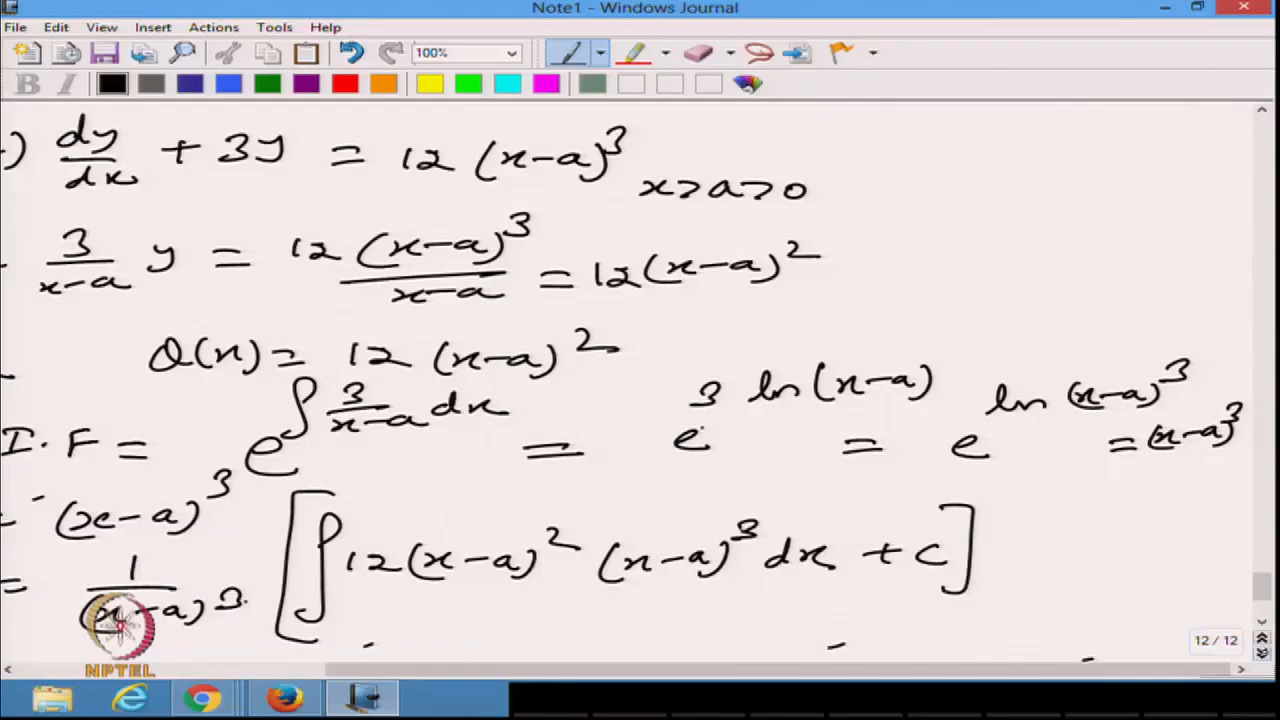 Note1 - Windows Journal
File Edit View Insert Actions Tools Help
100%
B I
) dy/dx + 3y = 12 (x-a)^3
x>a>0
3/(x-a) y = 12 (x-a)^3/(x-a) = 12(x-a)^2
Q(x) = 12 (x-a)^2
I.F = e^{∫ 3/(x-a) dx} = e^{3 ln(x-a)} = e^{ln(x-a)^3} = (x-a)^3
= (x-a)^3
= 1/(x-a)^3 [∫ 12(x-a)^2 (x-a)^3 dx + c]
12 / 12
NPTEL